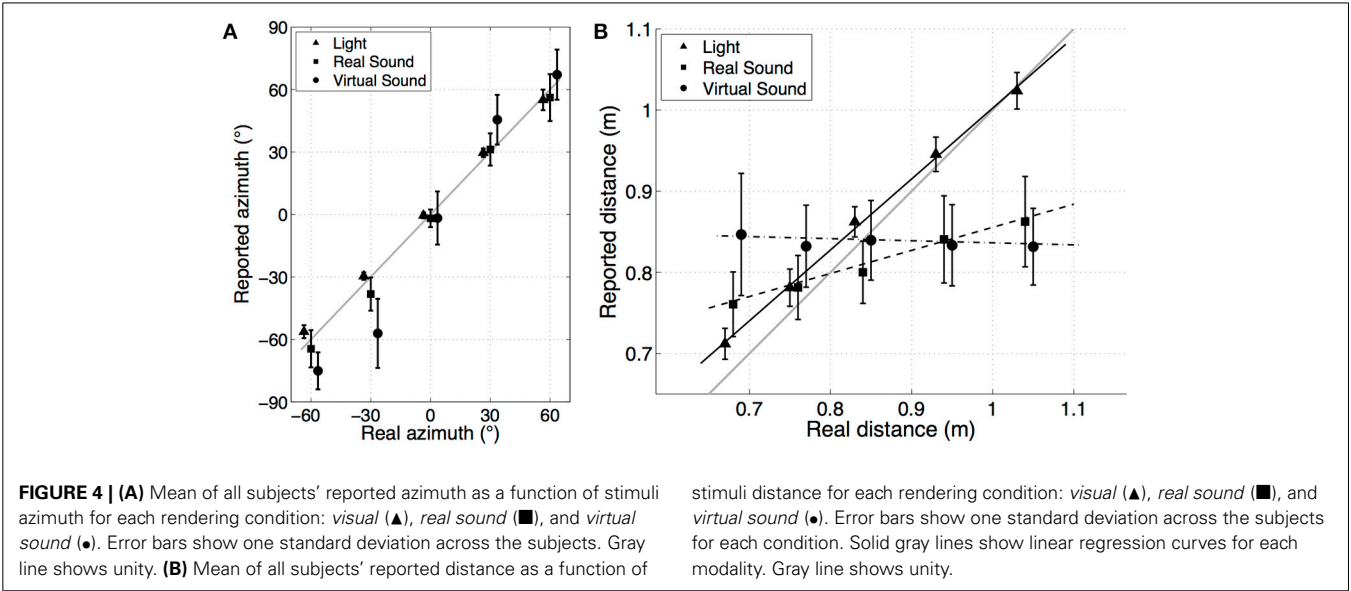 A
90
60
30
0
−30
−60
−90
Reported azimuth (°)
Light
Real Sound
Virtual Sound
−60 −30 0 30 60
Real azimuth (°)
B
1.1
1
0.9
0.8
0.7
Reported distance (m)
Light
Real Sound
Virtual Sound
0.7 0.8 0.9 1 1.1
Real distance (m)
FIGURE 4 | (A) Mean of all subjects’ reported azimuth as a function of stimuli
azimuth for each rendering condition: visual (▲), real sound (■), and virtual
sound (●). Error bars show one standard deviation across the subjects. Gray
line shows unity. (B) Mean of all subjects’ reported distance as a function of
stimuli distance for each rendering condition: visual (▲), real sound (■), and
virtual sound (●). Error bars show one standard deviation across the subjects
for each condition. Solid gray lines show linear regression curves for each
modality. Gray line shows unity.